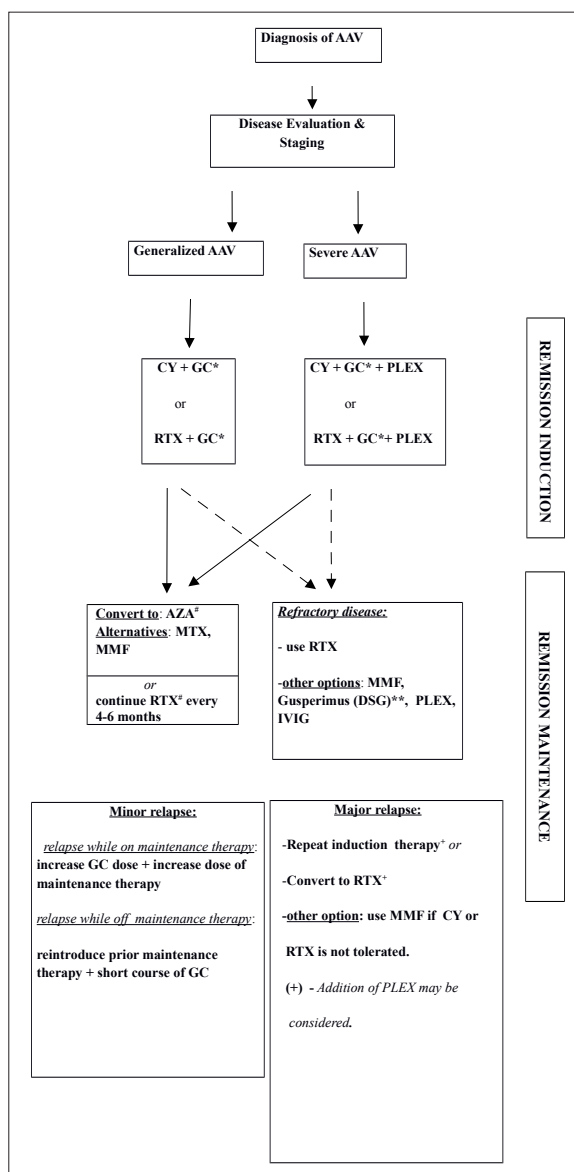 Diagnosis of AAV
Disease Evaluation &
Staging
Generalized AAV
Severe AAV
CY + GC*
or
RTX + GC*
CY + GC* + PLEX
or
RTX + GC*+ PLEX
REMISSION INDUCTION
Convert to: AZA#
Alternatives: MTX,
MMF
or
continue RTX# every
4-6 months
Refractory disease:
- use RTX
-other options: MMF,
Gusperimus (DSG)**, PLEX,
IVIG
REMISSION MAINTENANCE
Minor relapse:
relapse while on maintenance therapy:
increase GC dose + increase dose of
maintenance therapy
relapse while off maintenance therapy:
reintroduce prior maintenance
therapy + short course of GC
Major relapse:
-Repeat induction therapy+ or
-Convert to RTX+
-other option: use MMF if CY or
RTX is not tolerated.
(+) - Addition of PLEX may be
considered.